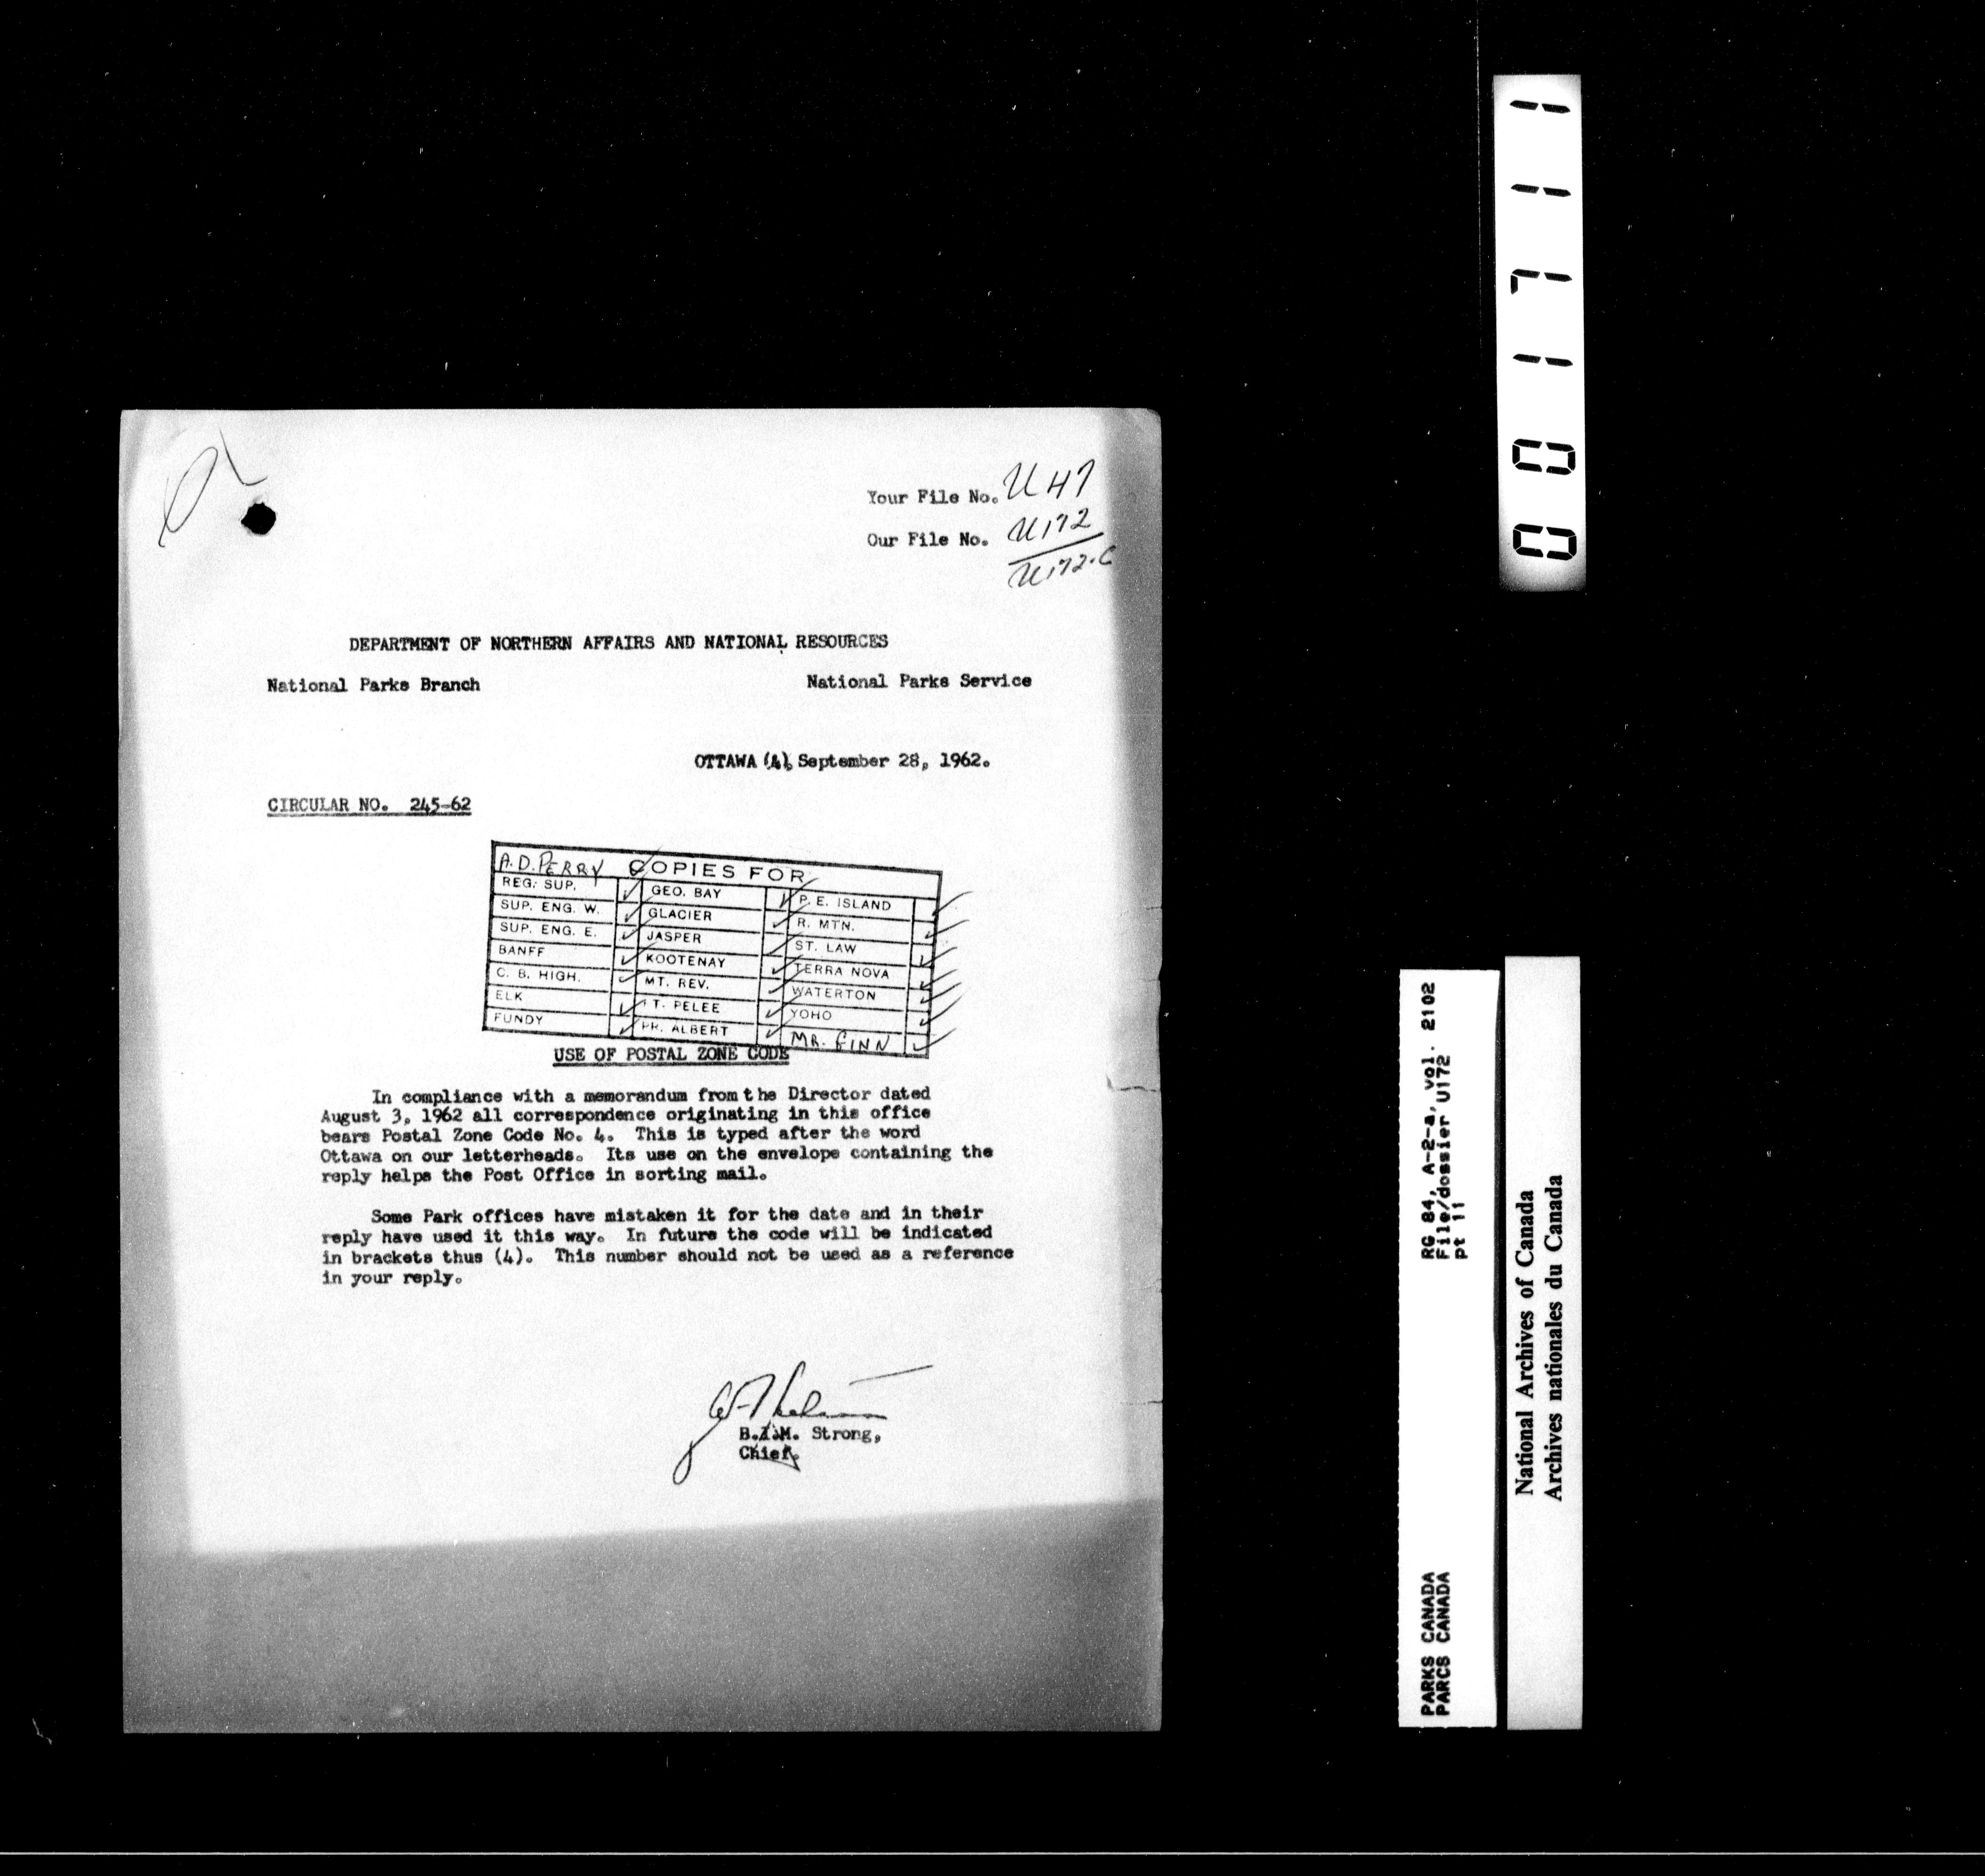 Your File No. U47
Our File No. U172
U172.C
DEPARTMENT OF NORTHERN AFFAIRS AND NATIONAL RESOURCES
National Parks Branch National Parks Service
OTTAWA (4), September 28, 1962.
CIRCULAR NO. 245-62
A.D. PERRY COPIES FOR
REG. SUP. GEO. BAY P. E. ISLAND
SUP. ENG. W. GLACIER R. MTN.
SUP. ENG. E. JASPER ST. LAW
BANFF KOOTENAY TERRA NOVA
C. B. HIGH. MT. REV. WATERTON
ELK PT. PELEE YOHO
FUNDY PR. ALBERT MR. GINN
USE OF POSTAL ZONE CODE
In compliance with a memorandum from the Director dated
August 3, 1962 all correspondence originating in this office
bears Postal Zone Code No. 4. This is typed after the word
Ottawa on our letterheads. Its use on the envelope containing the
reply helps the Post Office in sorting mail.
Some Park offices have mistaken it for the date and in their
reply have used it this way. In future the code will be indicated
in brackets thus (4). This number should not be used as a reference
in your reply.
B.I.M. Strong,
Chief.
001711
RG 84, A-2-a, vol. 2102
File/dossier U172
pt 11
PARKS CANADA
PARCS CANADA
National Archives of Canada
Archives nationales du Canada